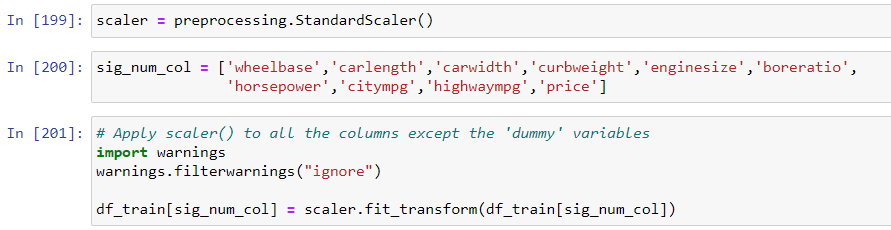 In [199]: scaler = preprocessing.StandardScaler()
In [200]: sig_num_col = ['wheelbase','carlength','carwidth','curbweight','enginesize','boreratio',
'horsepower','citympg','highwaympg','price']
In [201]: # Apply scaler() to all the columns except the 'dummy' variables
import warnings
warnings.filterwarnings("ignore")
df_train[sig_num_col] = scaler.fit_transform(df_train[sig_num_col])